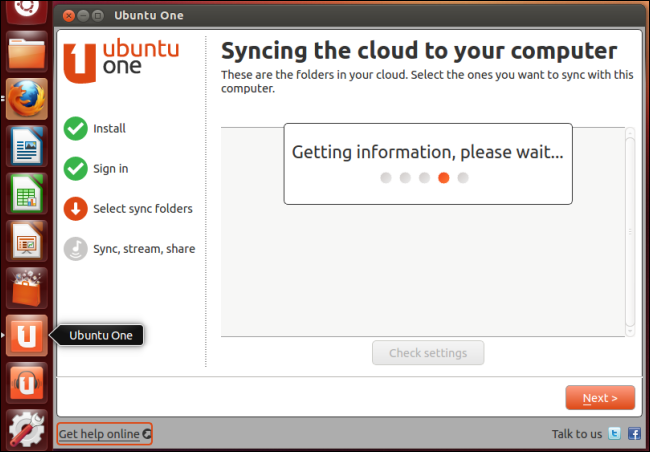 Ubuntu One
ubuntu
one
Syncing the cloud to your computer
These are the folders in your cloud. Select the ones you want to sync with this
computer.
Install
Sign in
Select sync folders
Sync, stream, share
Getting information, please wait...
Ubuntu One
Check settings
Next >
Get help online
Talk to us